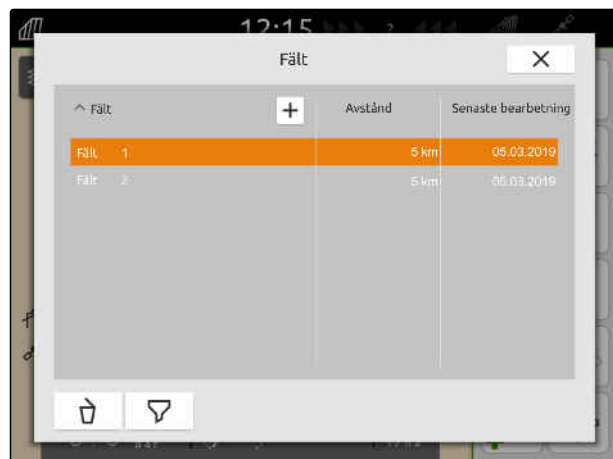 12:15
Fält
Fält + Avstånd Senaste bearbetning
Fält 1 5 km 05.03.2019
Fält 2 5 km 05.03.2019